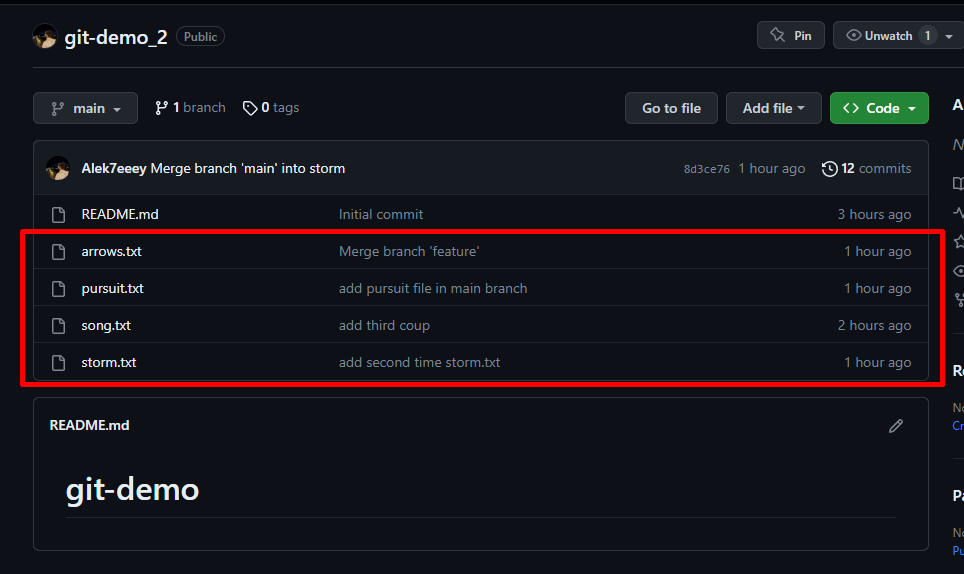 git-demo_2 Public Pin Unwatch 1
main 1 branch 0 tags Go to file Add file Code
Alek7eeey Merge branch 'main' into storm 8d3ce76 1 hour ago 12 commits
README.md Initial commit 3 hours ago
arrows.txt Merge branch 'feature' 1 hour ago
pursuit.txt add pursuit file in main branch 1 hour ago
song.txt add third coup 2 hours ago
storm.txt add second time storm.txt 1 hour ago
README.md
git-demo